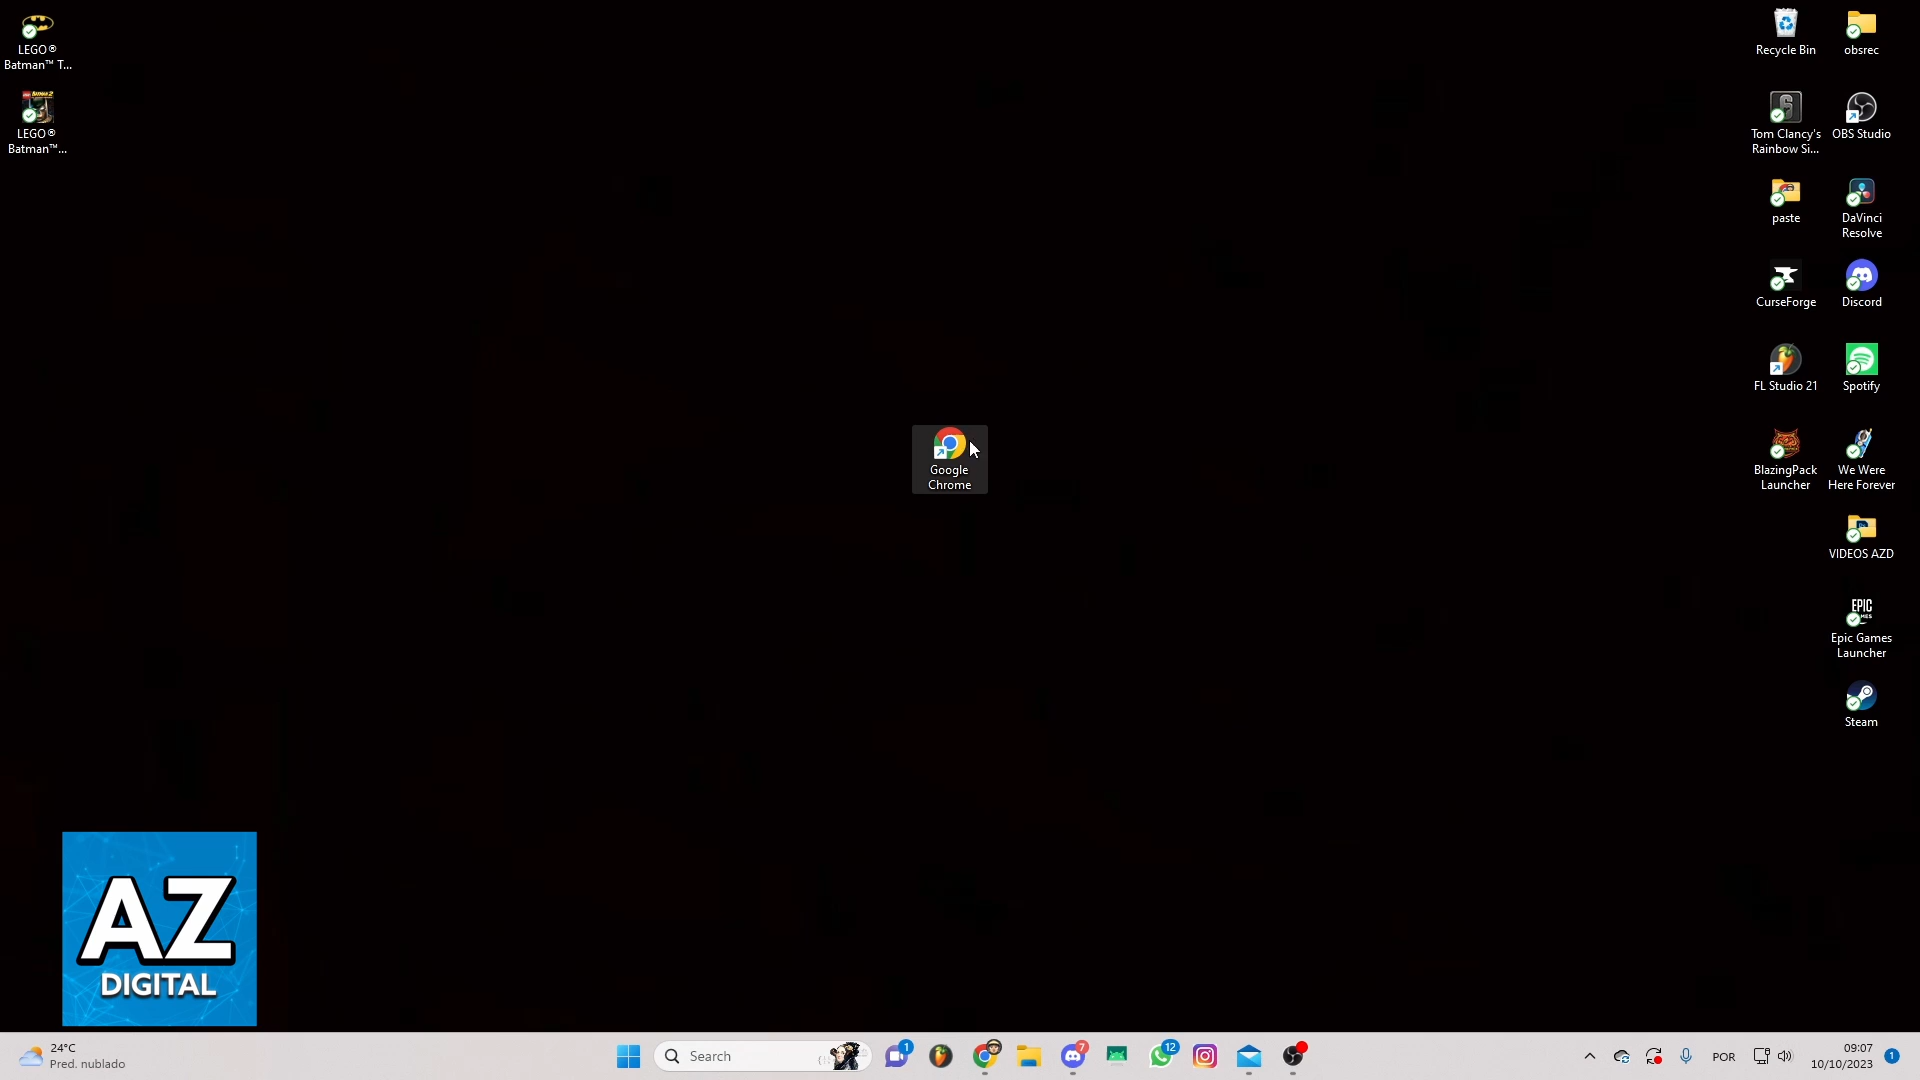 LEGO®
Batman™ T...
LEGO®
Batman™...
Recycle Bin
obsrec
Tom Clancy's
Rainbow Si...
OBS Studio
paste
DaVinci
Resolve
CurseForge
Discord
FL Studio 21
Spotify
BlazingPack
Launcher
We Were
Here Forever
VIDEOS AZD
EPIC
Epic Games
Launcher
Steam
Google
Chrome
AZ
DIGITAL
24°C
Pred. nublado
Search
1
7
12
POR
09:07
10/10/2023
1